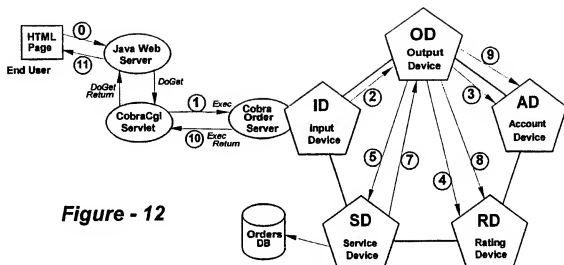 HTML
Page
0
11
End User
Java Web
Server
DoGet
Return
DoGet
CobraCgI
Servlet
1
Exec
10
Exec
Return
Cobra
Order
Server
ID
Input
Device
2
OD
Output
Device
9
3
AD
Account
Device
5
7
4
8
SD
Service
Device
RD
Rating
Device
Orders
DB
Figure - 12